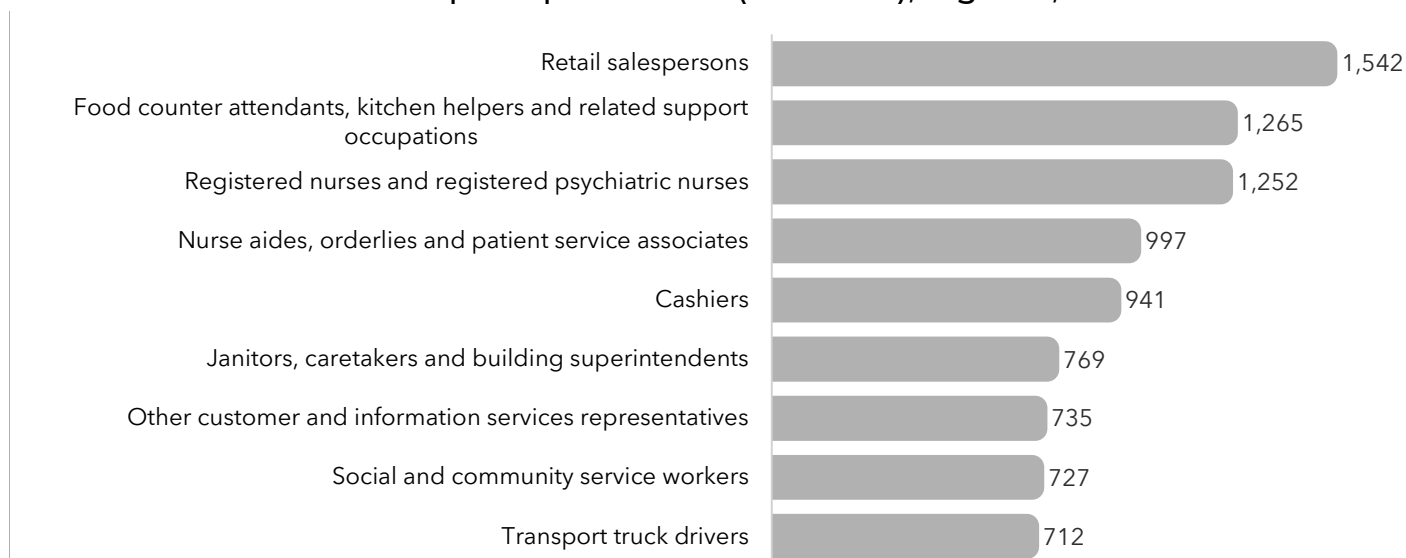 Retail salespersons 1,542
Food counter attendants, kitchen helpers and related support
occupations 1,265
Registered nurses and registered psychiatric nurses 1,252
Nurse aides, orderlies and patient service associates 997
Cashiers 941
Janitors, caretakers and building superintendents 769
Other customer and information services representatives 735
Social and community service workers 727
Transport truck drivers 712